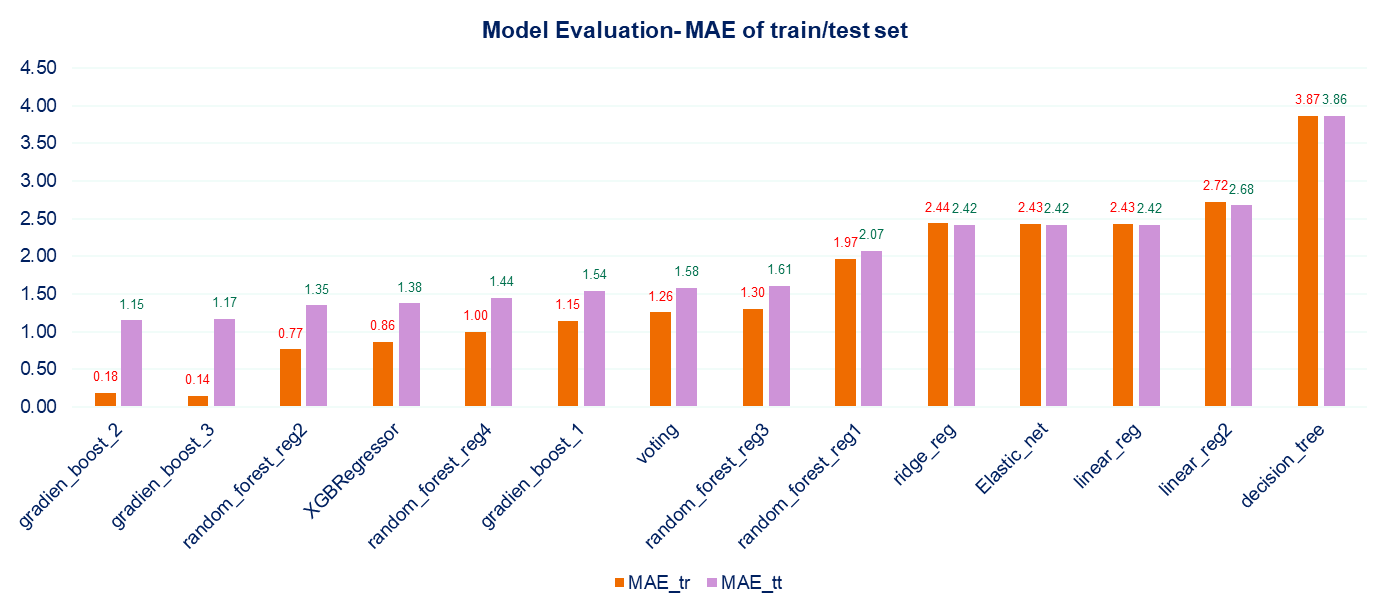 Model Evaluation- MAE of train/test set
4.50
4.00
3.50
3.00
2.50
2.00
1.50
1.00
0.50
0.00
0.18 1.15
0.14 1.17
0.77 1.35
0.86 1.38
1.00 1.44
1.15 1.54
1.26 1.58
1.30 1.61
1.97 2.07
2.44 2.42
2.43 2.42
2.43 2.42
2.72 2.68
3.87 3.86
gradien_boost_2
gradien_boost_3
random_forest_reg2
XGBRegressor
random_forest_reg4
gradien_boost_1
voting
random_forest_reg3
random_forest_reg1
ridge_reg
Elastic_net
linear_reg
linear_reg2
decision_tree
MAE_tr MAE_tt